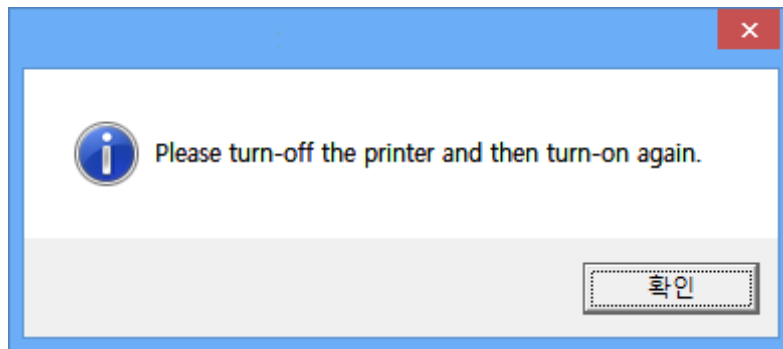 Please turn-off the printer and then turn-on again.
확인